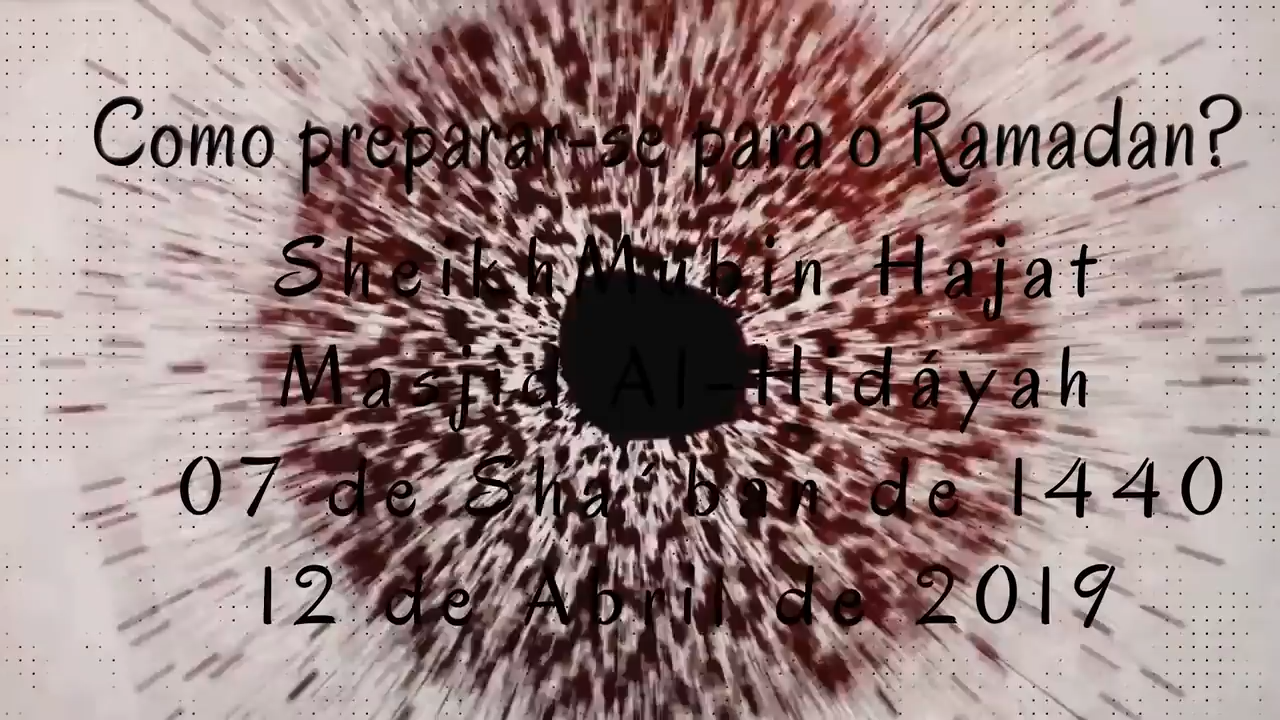 Como preparar-se para o Ramadan?
Sheikh Mubin Hajat
Masjid Al-Hidáyah
07 de Sha´ban de 1440
12 de Abril de 2019